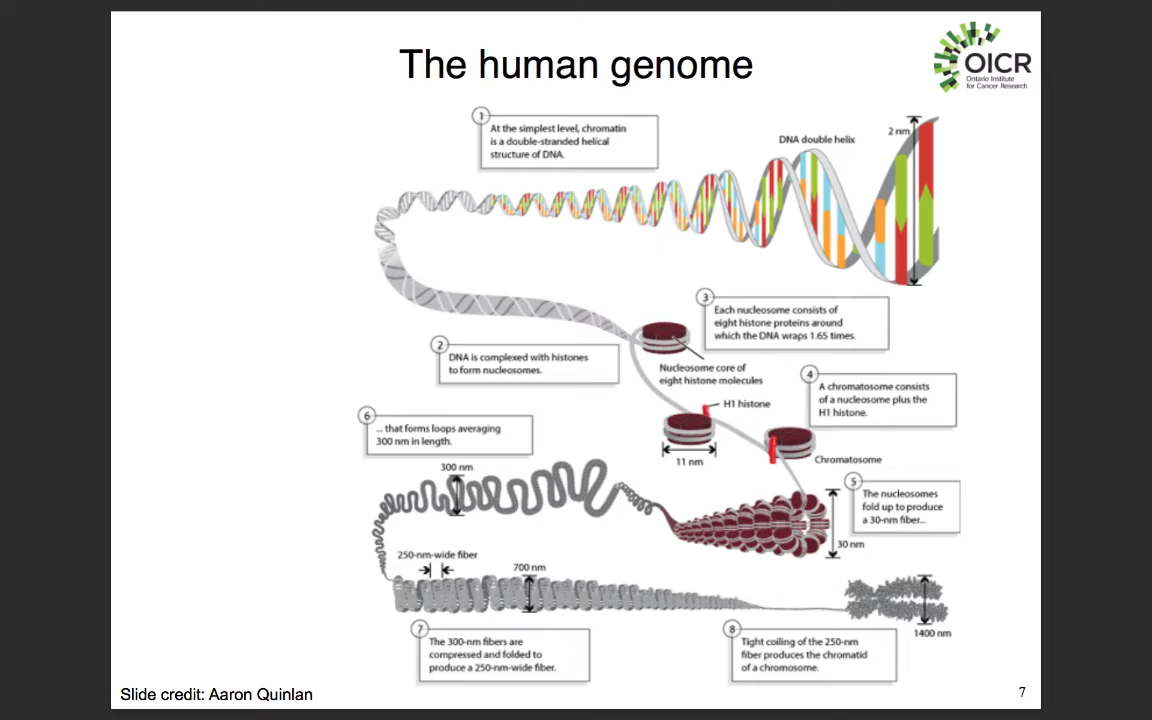 The human genome
OICR
Ontario Institute
for Cancer Research
1
At the simplest level, chromatin
is a double-stranded helical
structure of DNA.
DNA double helix
2 nm
3
Each nucleosome consists of
eight histone proteins around
which the DNA wraps 1.65 times.
2
DNA is complexed with histones
to form nucleosomes.
Nucleosome core of
eight histone molecules
4
A chromatosome consists
of a nucleosome plus the
H1 histone.
H1 histone
6
... that forms loops averaging
300 nm in length.
11 nm
Chromatosome
300 nm
5
The nucleosomes
fold up to produce
a 30-nm fiber...
30 nm
250-nm-wide fiber
700 nm
1400 nm
7
The 300-nm fibers are
compressed and folded to
produce a 250-nm-wide fiber.
8
Tight coiling of the 250-nm
fiber produces the chromatid
of a chromosome.
Slide credit: Aaron Quinlan
7